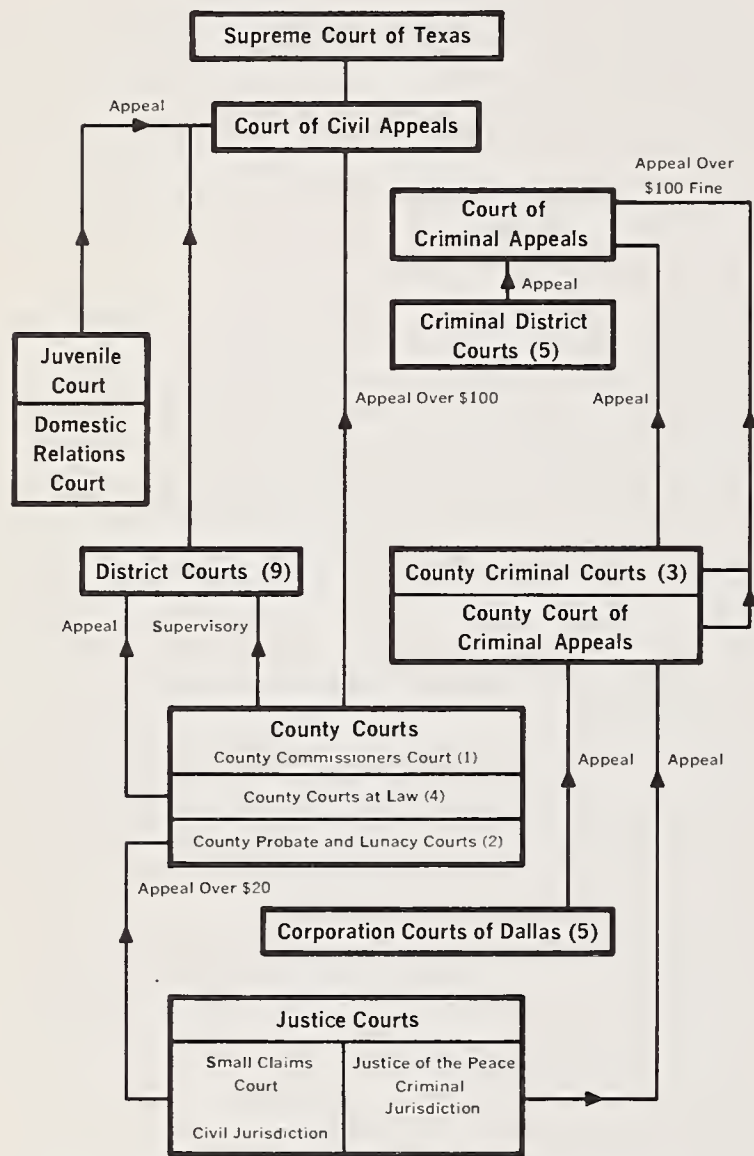 Supreme Court of Texas
Appeal
Court of Civil Appeals
Appeal Over
$100 Fine
Court of
Criminal Appeals
Appeal
Criminal District
Courts (5)
Juvenile
Court
Domestic
Relations
Court
Appeal Over $100
Appeal
District Courts (9)
County Criminal Courts (3)
County Court of
Criminal Appeals
Appeal
Supervisory
County Courts
County Commissioners Court (1)
County Courts at Law (4)
County Probate and Lunacy Courts (2)
Appeal
Appeal
Appeal Over $20
Corporation Courts of Dallas (5)
Justice Courts
Small Claims
Court
Civil Jurisdiction
Justice of the Peace
Criminal
Jurisdiction